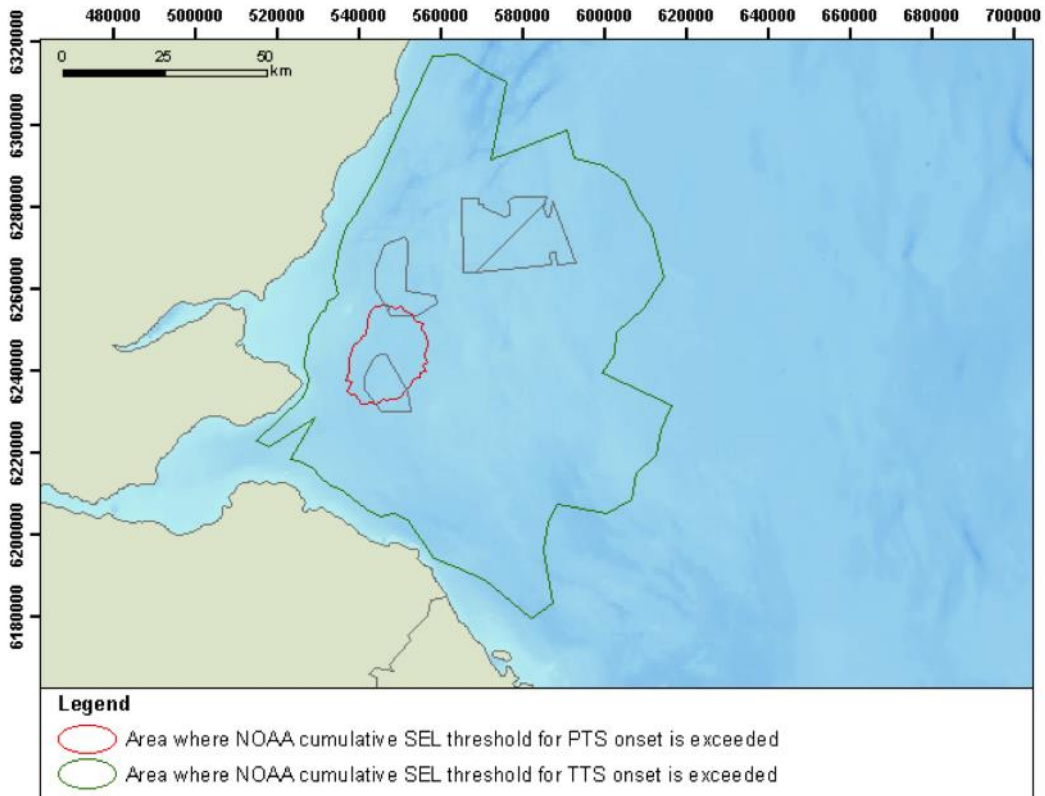 480000 500000 520000 540000 560000 580000 600000 620000 640000 660000 680000 700000
0 25 50
km
6320000
6300000
6280000
6260000
6240000
6220000
6200000
6180000
Legend
Area where NOAA cumulative SEL threshold for PTS onset is exceeded
Area where NOAA cumulative SEL threshold for TTS onset is exceeded